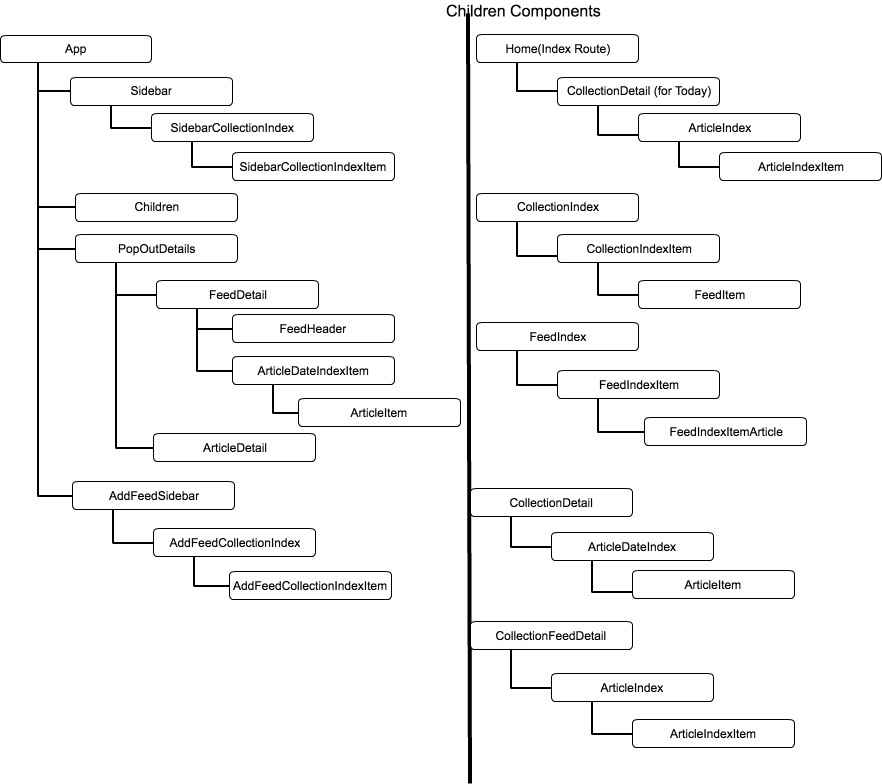 Children Components
App
Sidebar
SidebarCollectionIndex
SidebarCollectionIndexItem
Children
PopOutDetails
FeedDetail
FeedHeader
ArticleDateIndexItem
ArticleItem
ArticleDetail
AddFeedSidebar
AddFeedCollectionIndex
AddFeedCollectionIndexItem
Home(Index Route)
CollectionDetail (for Today)
ArticleIndex
ArticleIndexItem
CollectionIndex
CollectionIndexItem
FeedItem
FeedIndex
FeedIndexItem
FeedIndexItemArticle
CollectionDetail
ArticleDateIndex
ArticleItem
CollectionFeedDetail
ArticleIndex
ArticleIndexItem